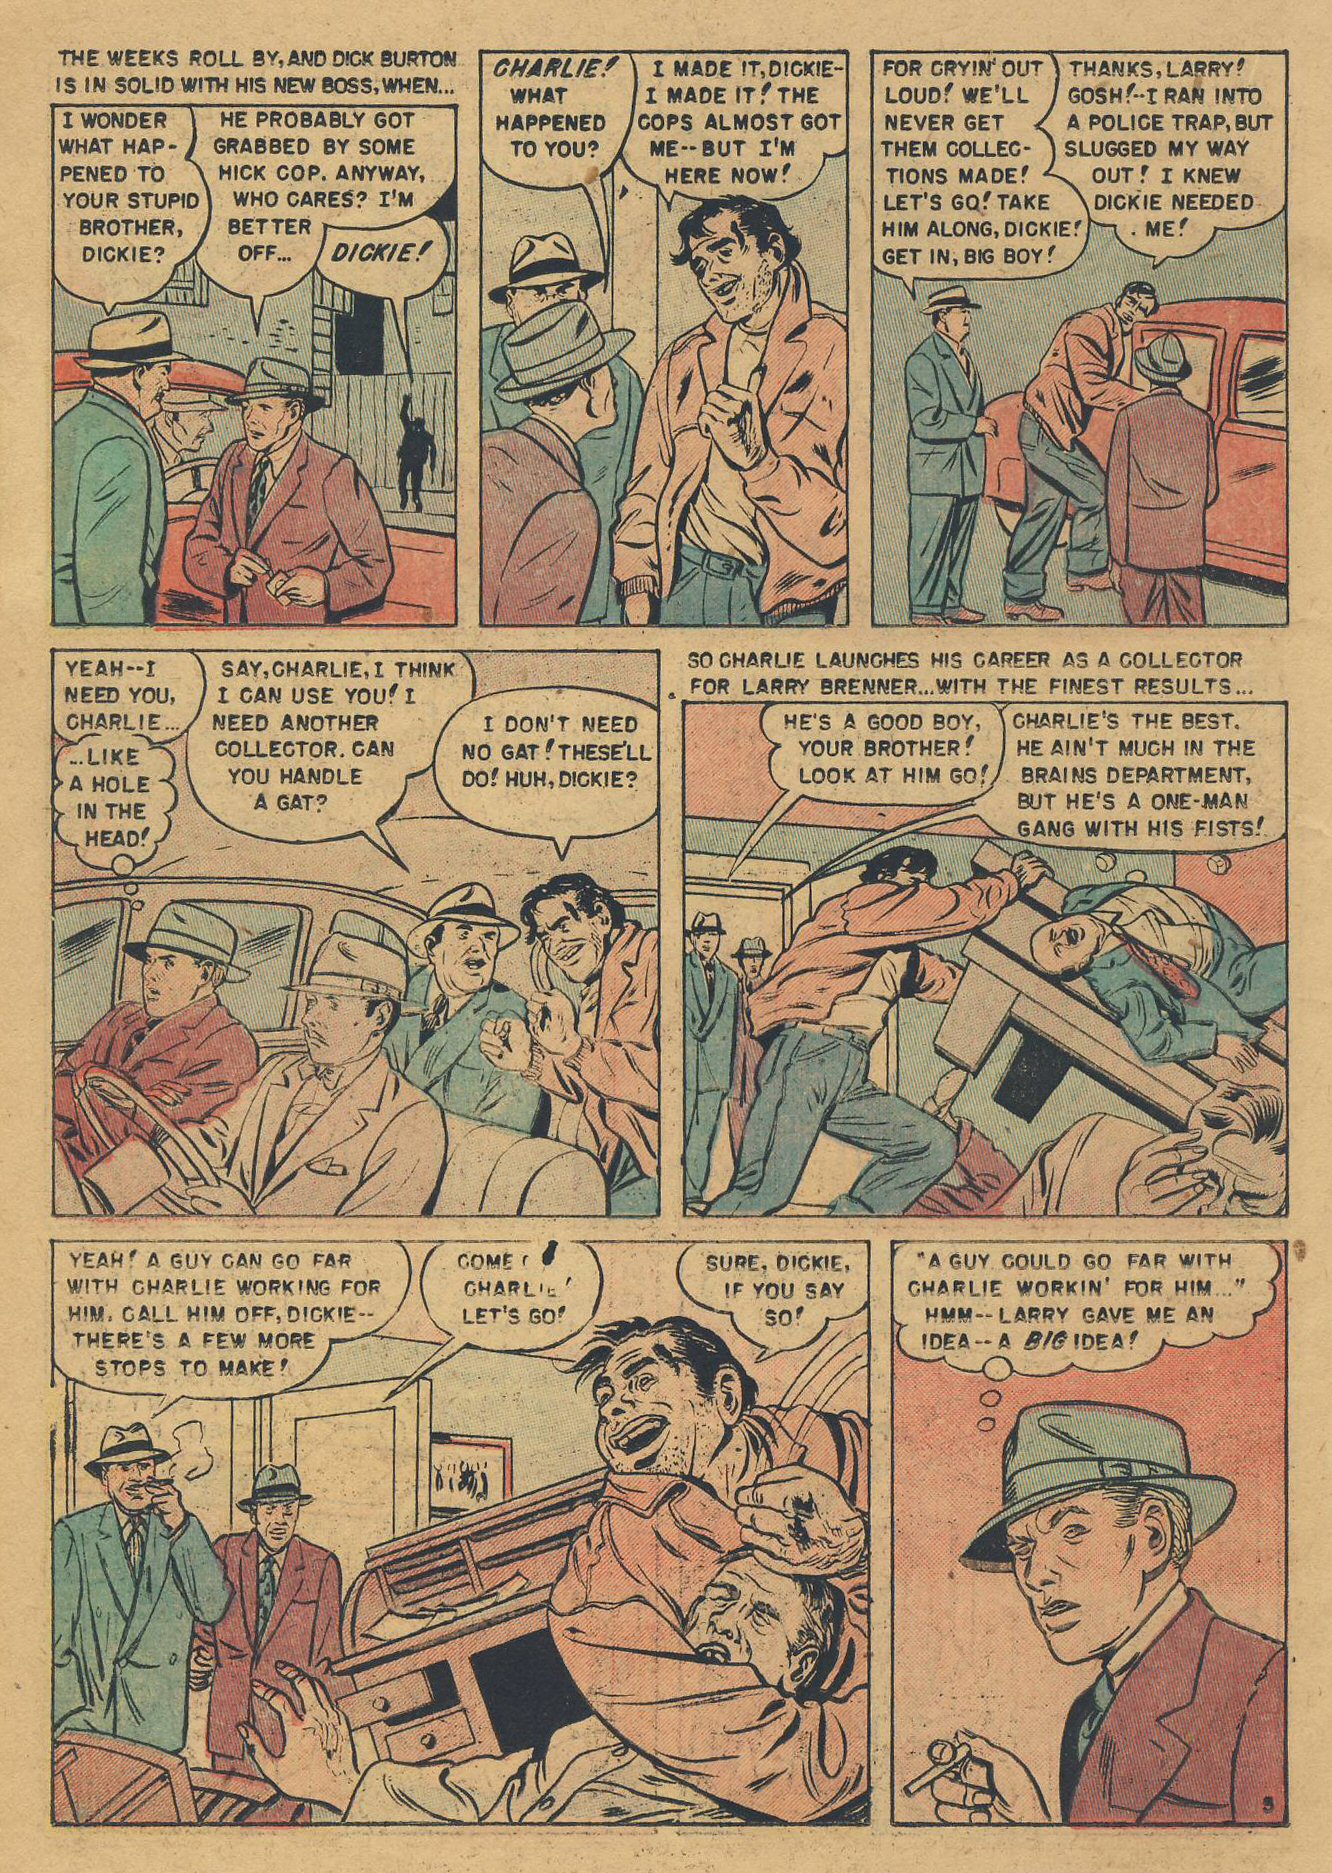 THE WEEKS ROLL BY, AND DICK BURTON
IS IN SOLID WITH HIS NEW BOSS, WHEN...
I WONDER
WHAT HAP-
PENED TO
YOUR STUPID
BROTHER,
DICKIE?
HE PROBABLY GOT
GRABBED BY SOME
HICK COP. ANYWAY,
WHO CARES? I'M
BETTER
OFF...
DICKIE!
CHARLIE!
WHAT
HAPPENED
TO YOU?
I MADE IT, DICKIE-
I MADE IT! THE
COPS ALMOST GOT
ME-- BUT I'M
HERE NOW!
FOR CRYIN' OUT
LOUD! WE'LL
NEVER GET
THEM COLLEC-
TIONS MADE!
LET'S GO! TAKE
HIM ALONG, DICKIE!
GET IN, BIG BOY!
THANKS, LARRY!
GOSH!--I RAN INTO
A POLICE TRAP, BUT
SLUGGED MY WAY
OUT! I KNEW
DICKIE NEEDED
ME!
YEAH--I
NEED YOU,
CHARLIE...
...LIKE
A HOLE
IN THE
HEAD!
SAY, CHARLIE, I THINK
I CAN USE YOU! I
NEED ANOTHER
COLLECTOR. CAN
YOU HANDLE
A GAT?
I DON'T NEED
NO GAT! THESE'LL
DO! HUH, DICKIE?
SO CHARLIE LAUNCHES HIS CAREER AS A COLLECTOR
FOR LARRY BRENNER...WITH THE FINEST RESULTS...
HE'S A GOOD BOY,
YOUR BROTHER!
LOOK AT HIM GO!
CHARLIE'S THE BEST.
HE AIN'T MUCH IN THE
BRAINS DEPARTMENT,
BUT HE'S A ONE-MAN
GANG WITH HIS FISTS!
YEAH! A GUY CAN GO FAR
WITH CHARLIE WORKING FOR
HIM. CALL HIM OFF, DICKIE--
THERE'S A FEW MORE
STOPS TO MAKE!
COME
CHARLIE!
LET'S GO!
SURE, DICKIE,
IF YOU SAY
SO!
"A GUY COULD GO FAR WITH
CHARLIE WORKIN' FOR HIM..."
HMM-- LARRY GAVE ME AN
IDEA-- A BIG IDEA!